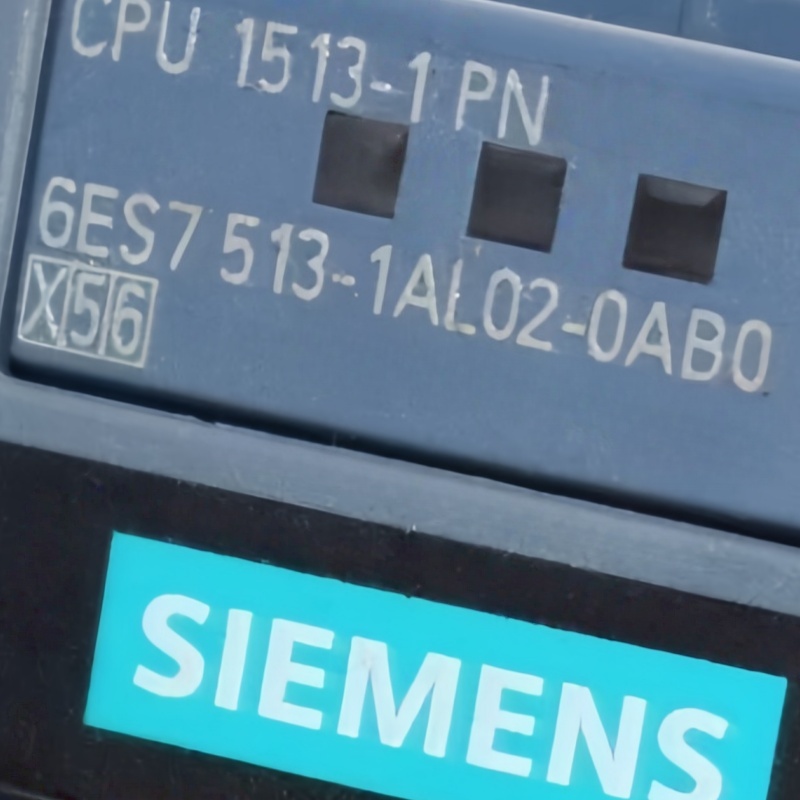 CPU 1513-1 PN
6ES7 513-1AL02-0AB0
X56
SIEMENS